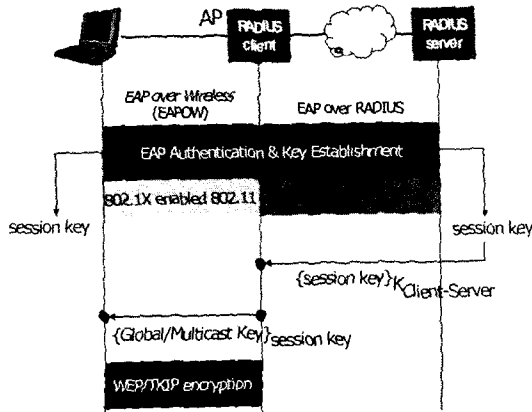 AP
RADIUS
client
RADIUS
server
EAP over Wireless
(EAPOW)
EAP over RADIUS
EAP Authentication & Key Establishment
802.1X enabled 802.11
session key
session key
{session key}K Client-Server
{Global/Multicast Key}session key
WEP/TKIP encryption